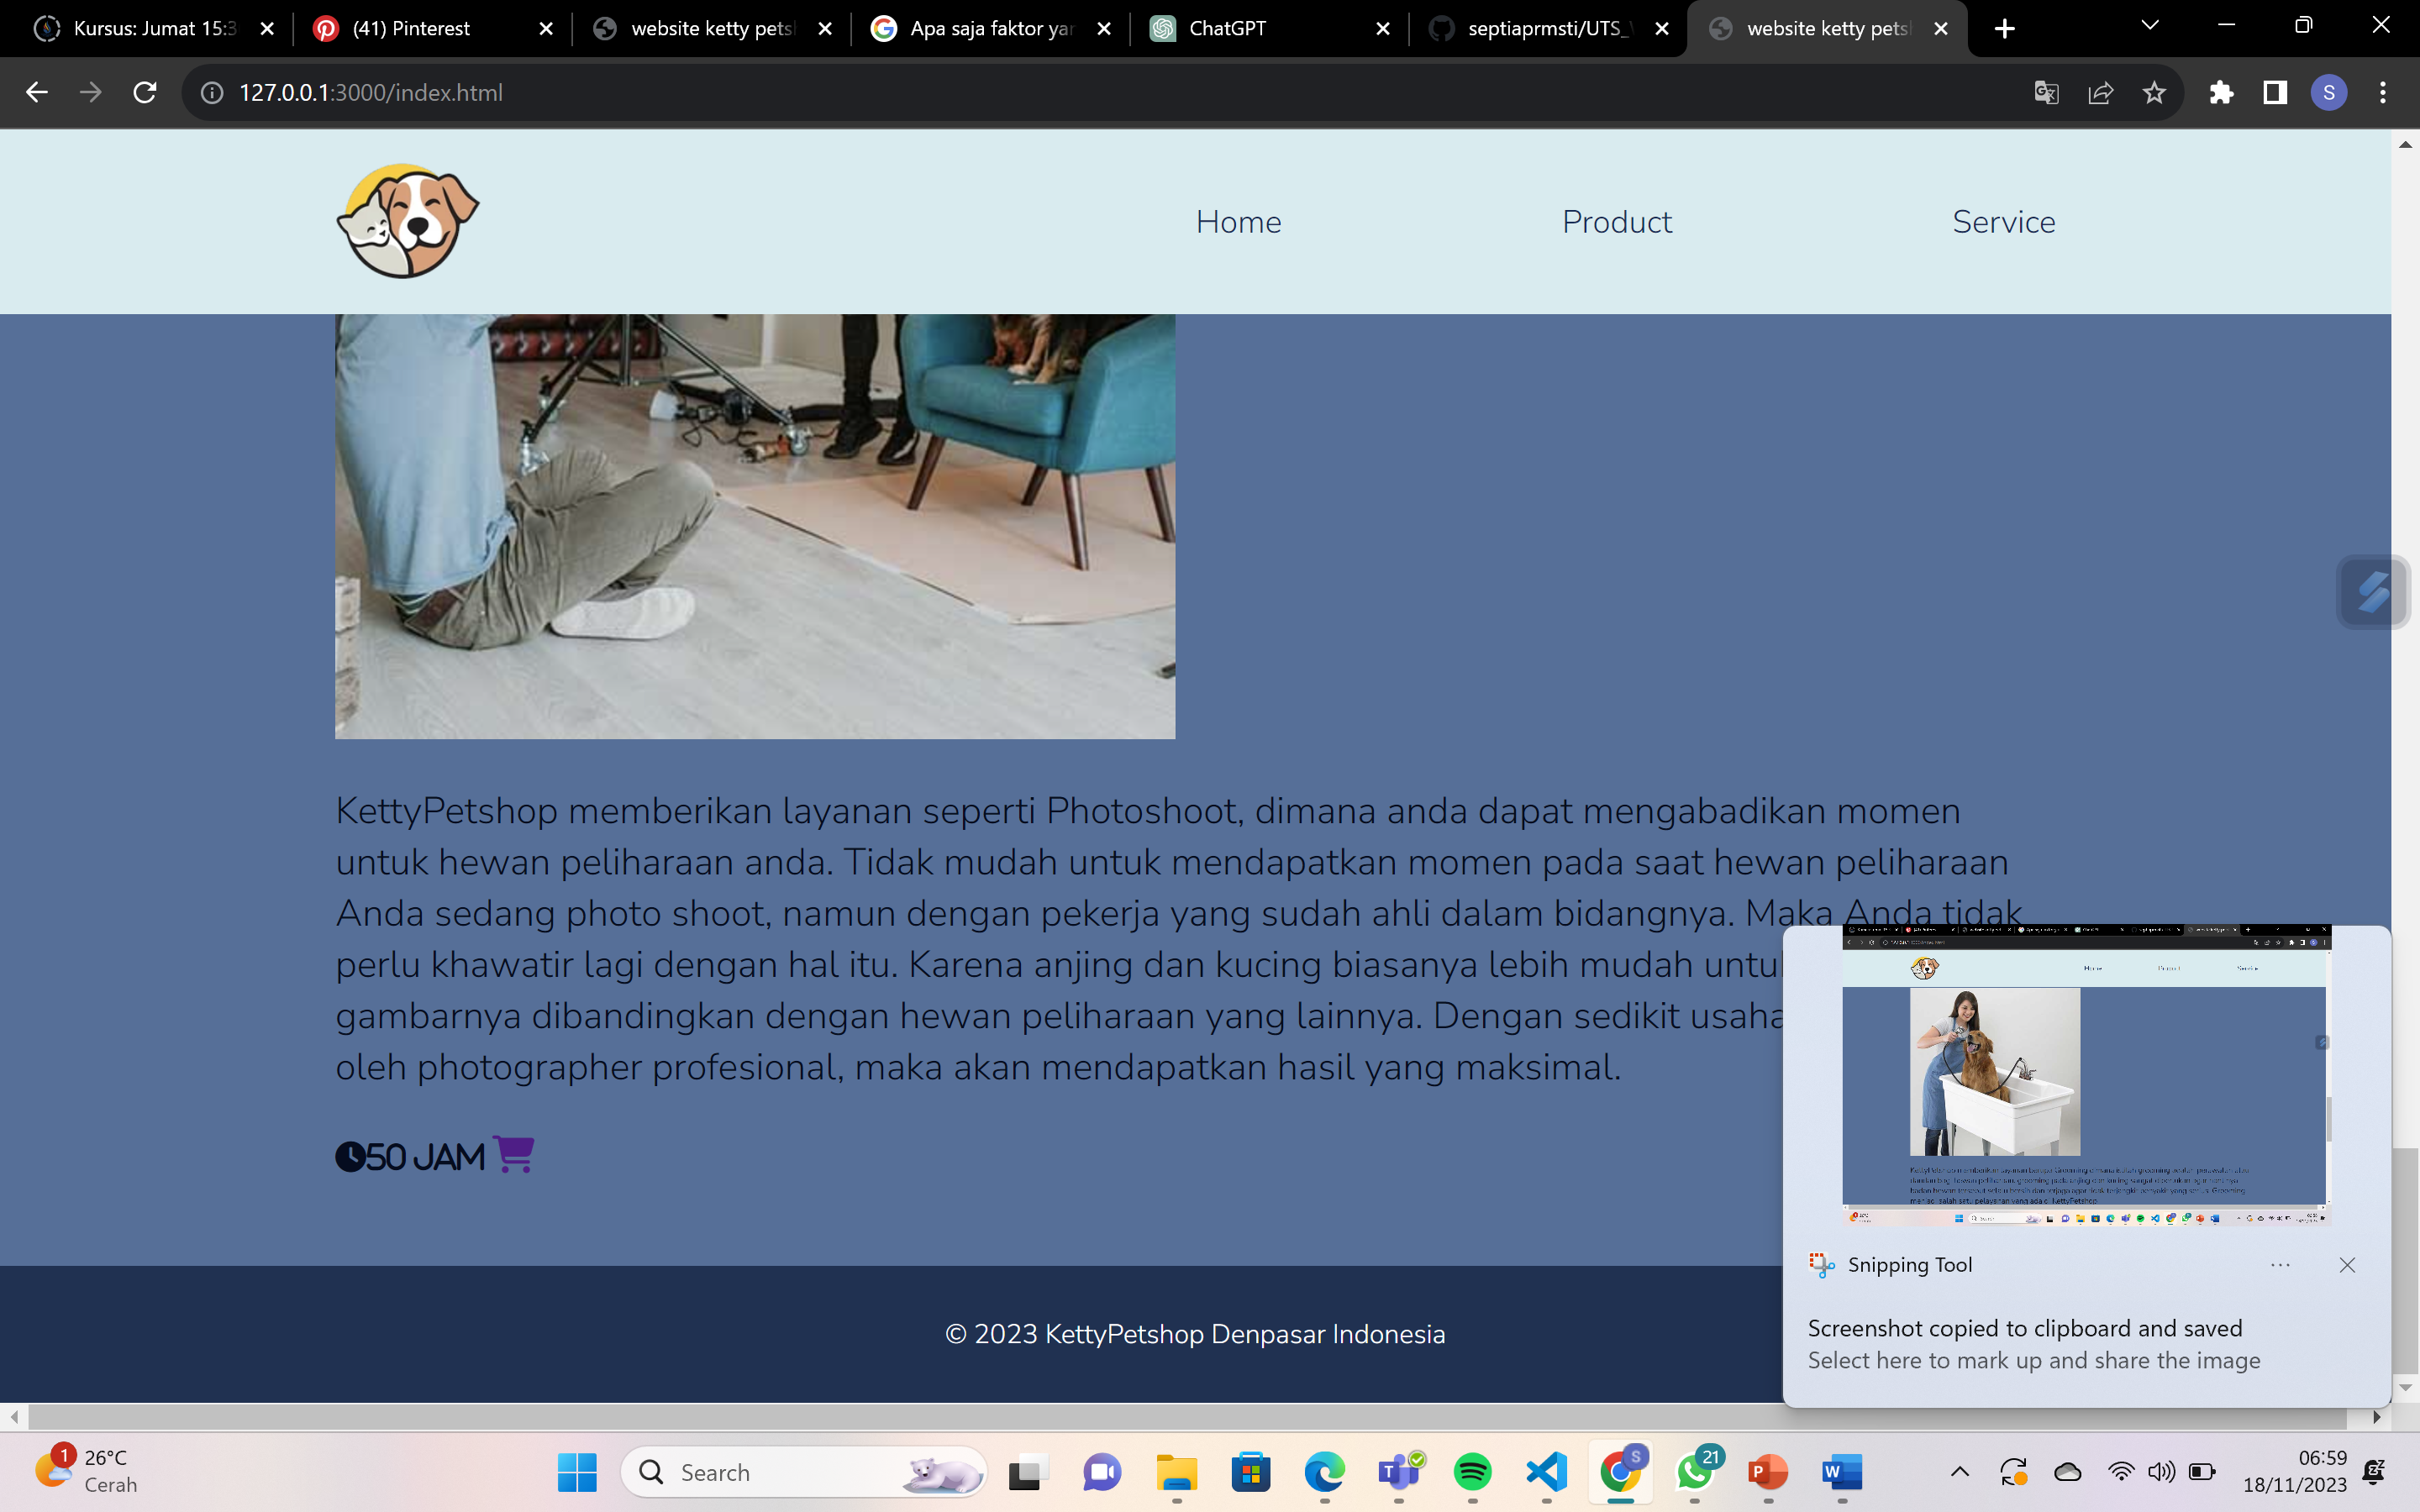 Kursus: Jumat 15:3
(41) Pinterest
website ketty pets
Apa saja faktor yar
ChatGPT
septiaprmsti/UTS_
website ketty pets
127.0.0.1:3000/index.html
S
Home
Product
Service
KettyPetshop memberikan layanan seperti Photoshoot, dimana anda dapat mengabadikan momen
untuk hewan peliharaan anda. Tidak mudah untuk mendapatkan momen pada saat hewan peliharaan
Anda sedang photo shoot, namun dengan pekerja yang sudah ahli dalam bidangnya. Maka Anda tidak
perlu khawatir lagi dengan hal itu. Karena anjing dan kucing biasanya lebih mudah untu
gambarnya dibandingkan dengan hewan peliharaan yang lainnya. Dengan sedikit usaha
oleh photographer profesional, maka akan mendapatkan hasil yang maksimal.
50 JAM
© 2023 KettyPetshop Denpasar Indonesia
Home
Product
Service
Snipping Tool
Screenshot copied to clipboard and saved
Select here to mark up and share the image
1
26°C
Cerah
Search
S
21
06:59
18/11/2023